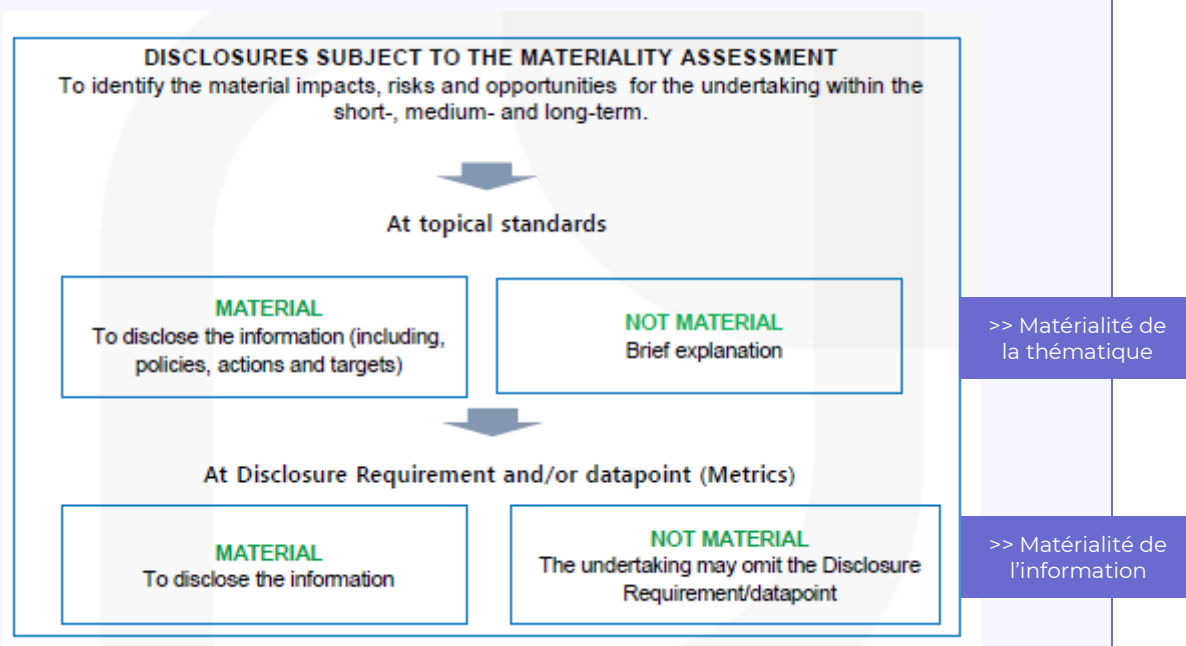 DISCLOSURES SUBJECT TO THE MATERIALITY ASSESSMENT
To identify the material impacts, risks and opportunities for the undertaking within the
short-, medium- and long-term.
At topical standards
MATERIAL
To disclose the information (including,
policies, actions and targets)
NOT MATERIAL
Brief explanation
>> Matérialité de
la thématique
At Disclosure Requirement and/or datapoint (Metrics)
MATERIAL
To disclose the information
NOT MATERIAL
The undertaking may omit the Disclosure
Requirement/datapoint
>> Matérialité de
l'information